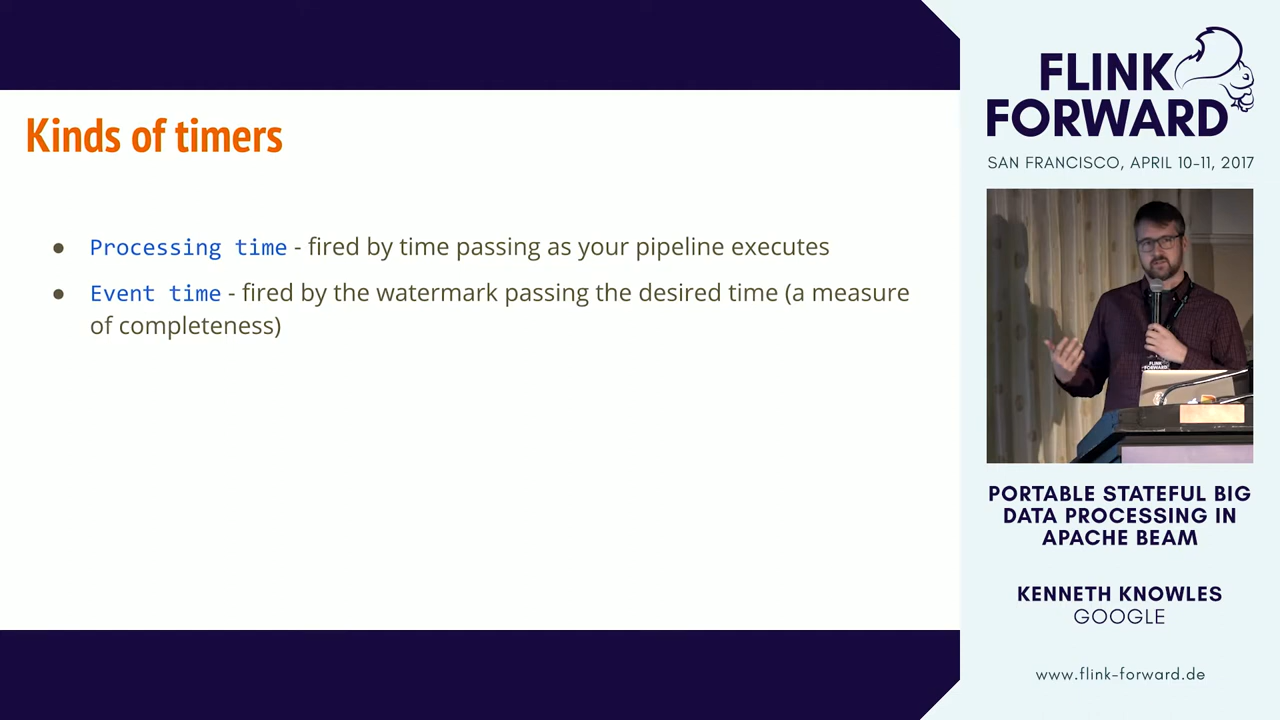 Kinds of timers
● Processing time - fired by time passing as your pipeline executes
● Event time - fired by the watermark passing the desired time (a measure
of completeness)
FLINK
FORWARD
SAN FRANCISCO, APRIL 10-11, 2017
FLINK
FORWARD
PORTABLE STATEFUL BIG
DATA PROCESSING IN
APACHE BEAM
KENNETH KNOWLES
GOOGLE
www.flink-forward.de